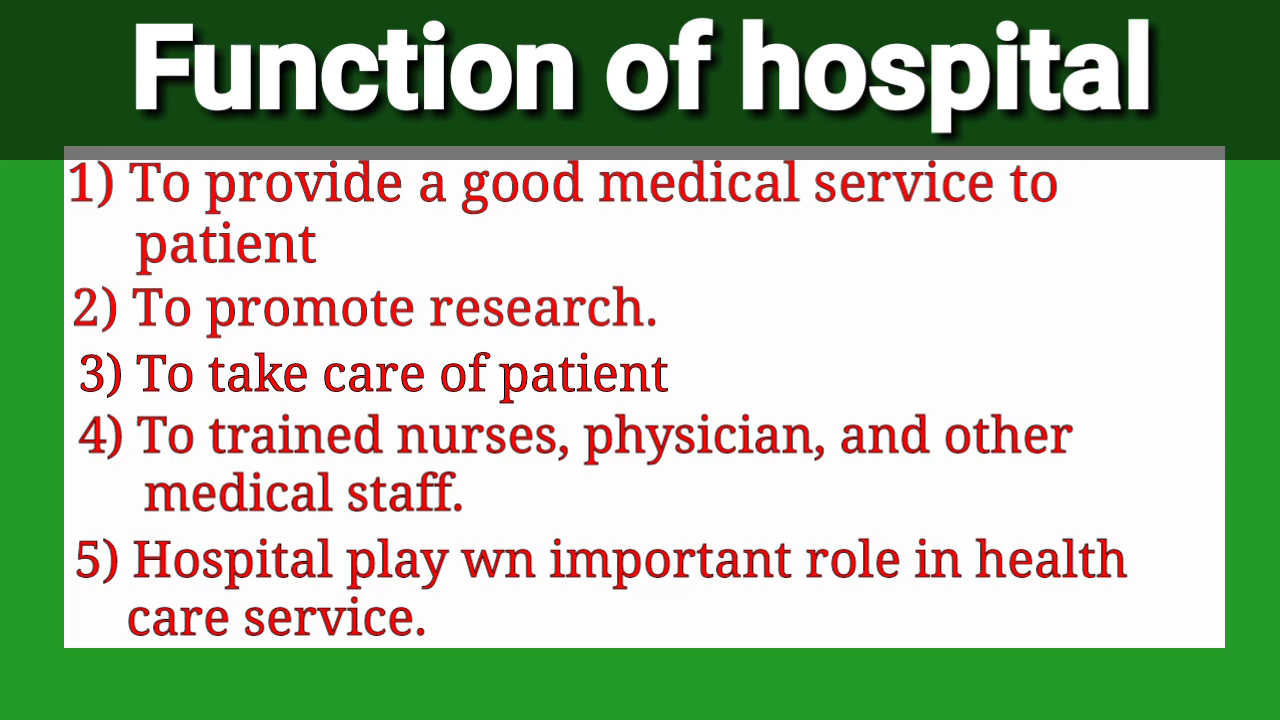 Function of hospital
1) To provide a good medical service to
patient
2) To promote research.
3) To take care of patient
4) To trained nurses, physician, and other
medical staff.
5) Hospital play wn important role in health
care service.